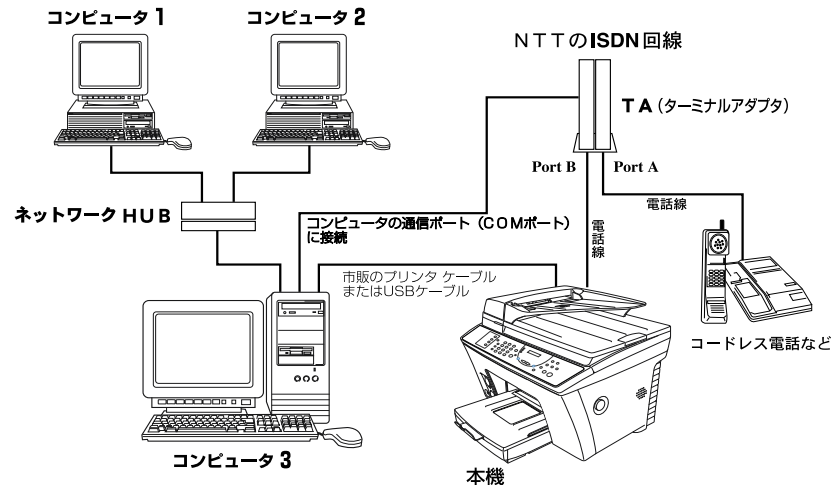 コンピュータ 1
コンピュータ 2
NTTのISDN回線
TA(ターミナルアダプタ)
Port B
Port A
電話線
ネットワーク HUB
コンピュータの通信ポート(COMポート)
に接続
電話線
市販のプリンタ ケーブル
またはUSBケーブル
コードレス電話など
コンピュータ 3
本機